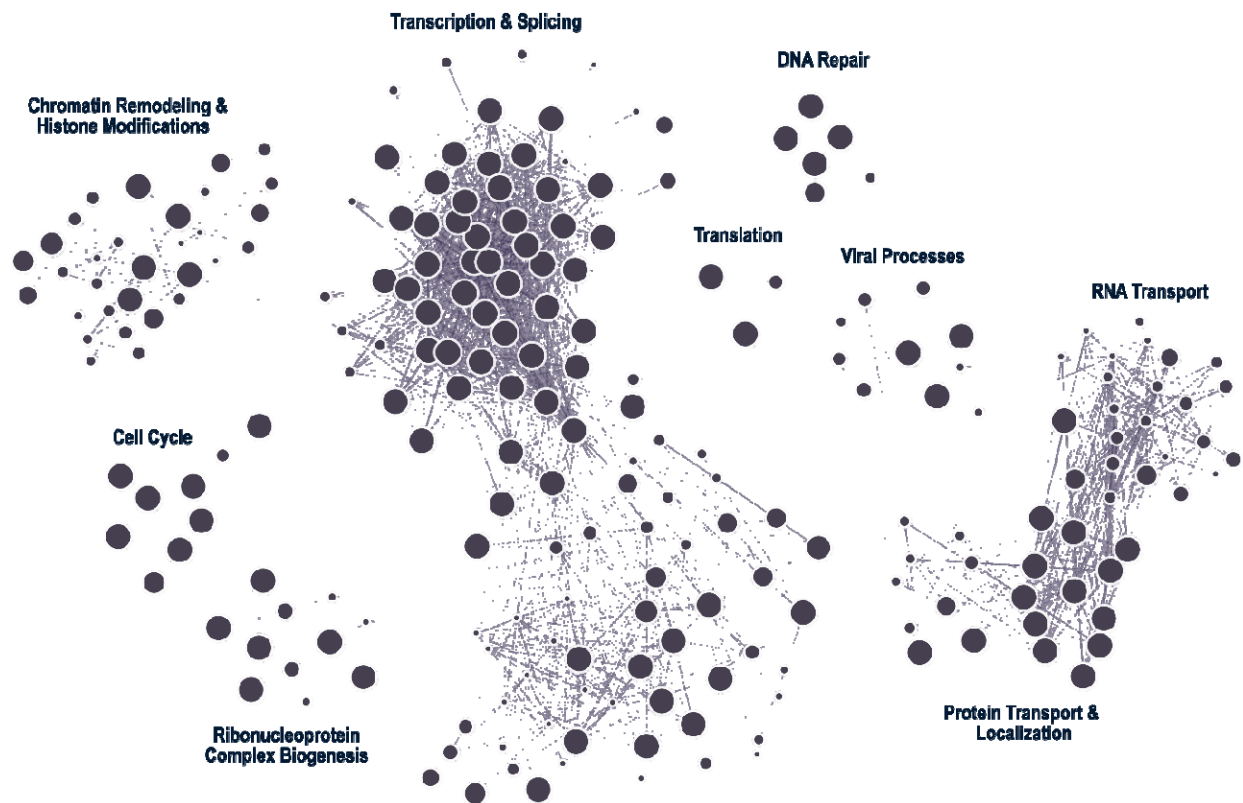 Transcription & Splicing
DNA Repair
Chromatin Remodeling &
Histone Modifications
Translation
Viral Processes
RNA Transport
Cell Cycle
Ribonucleoprotein
Complex Biogenesis
Protein Transport &
Localization